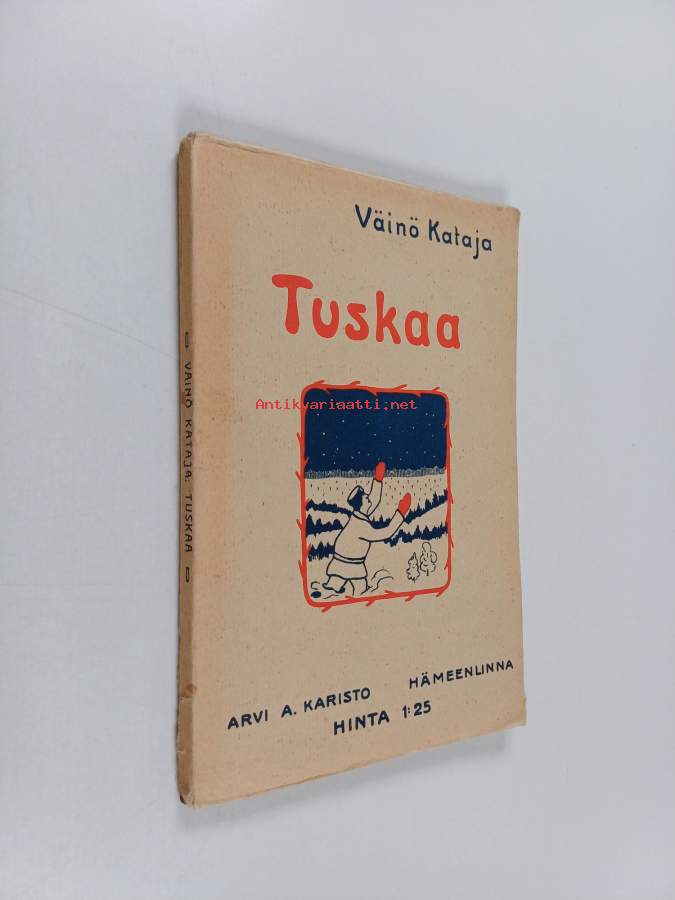 Väinö Kataja
Tuskaa
Antikvariaatti.net
ARVI A. KARISTO HÄMEENLINNA
HINTA 1:25
VÄINÖ KATAJA: TUSKAA